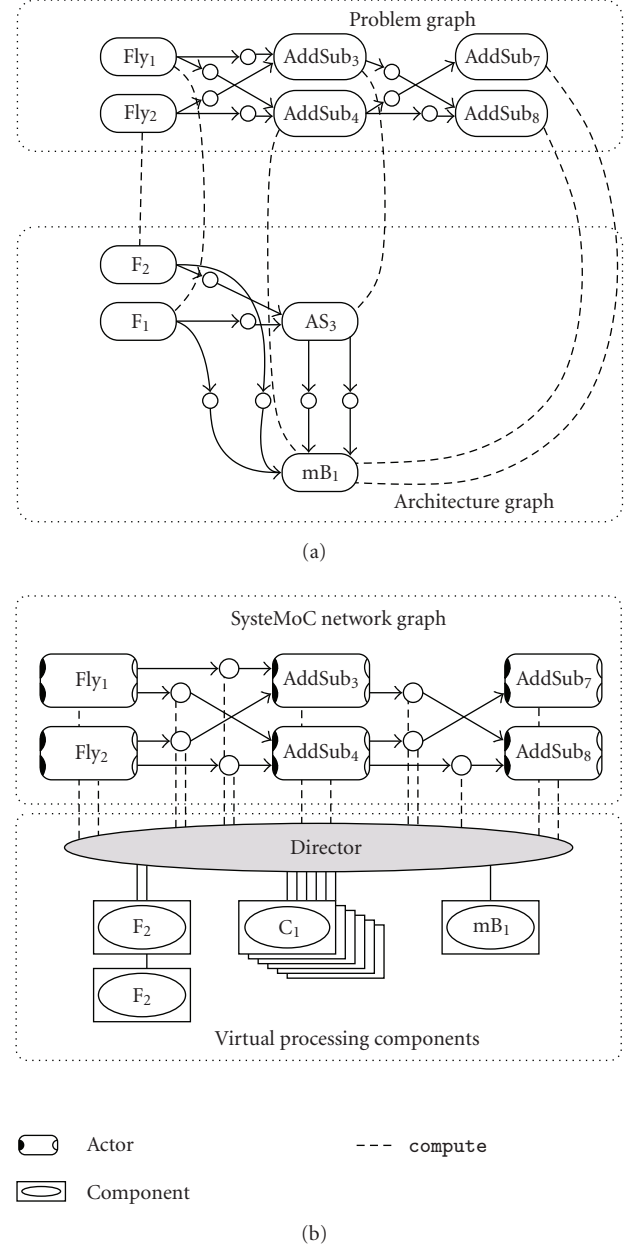 Problem graph
Fly1 AddSub3 AddSub7
Fly2 AddSub4 AddSub8
F2
F1 AS3
mB1
Architecture graph
(a)
SysteMoC network graph
Fly1 AddSub3 AddSub7
Fly2 AddSub4 AddSub8
Director
F2 C1 mB1
F2
Virtual processing components
Actor compute
Component
(b)